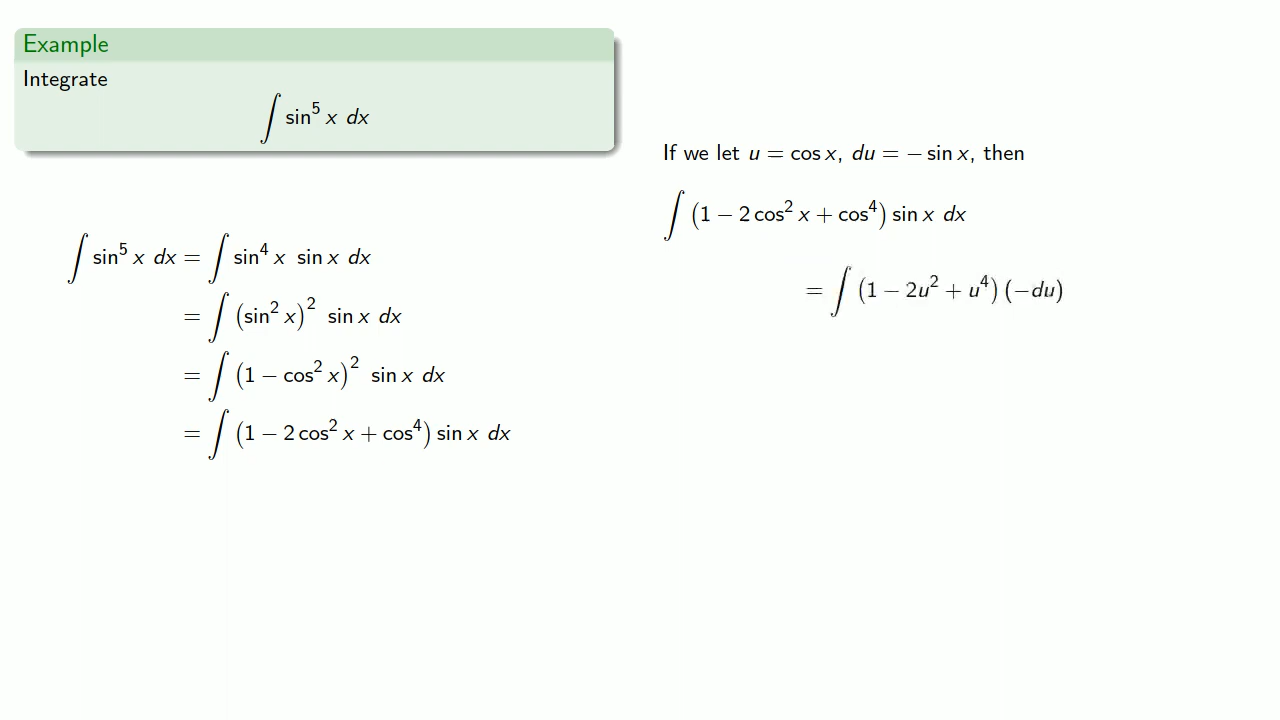 Example
Integrate
∫ sin⁵ x dx
∫ sin⁵ x dx = ∫ sin⁴ x sin x dx
= ∫ (sin² x)² sin x dx
= ∫ (1 − cos² x)² sin x dx
= ∫ (1 − 2 cos² x + cos⁴) sin x dx
If we let u = cos x, du = − sin x, then
∫ (1 − 2 cos² x + cos⁴) sin x dx
= ∫ (1 − 2u² + u⁴) (−du)